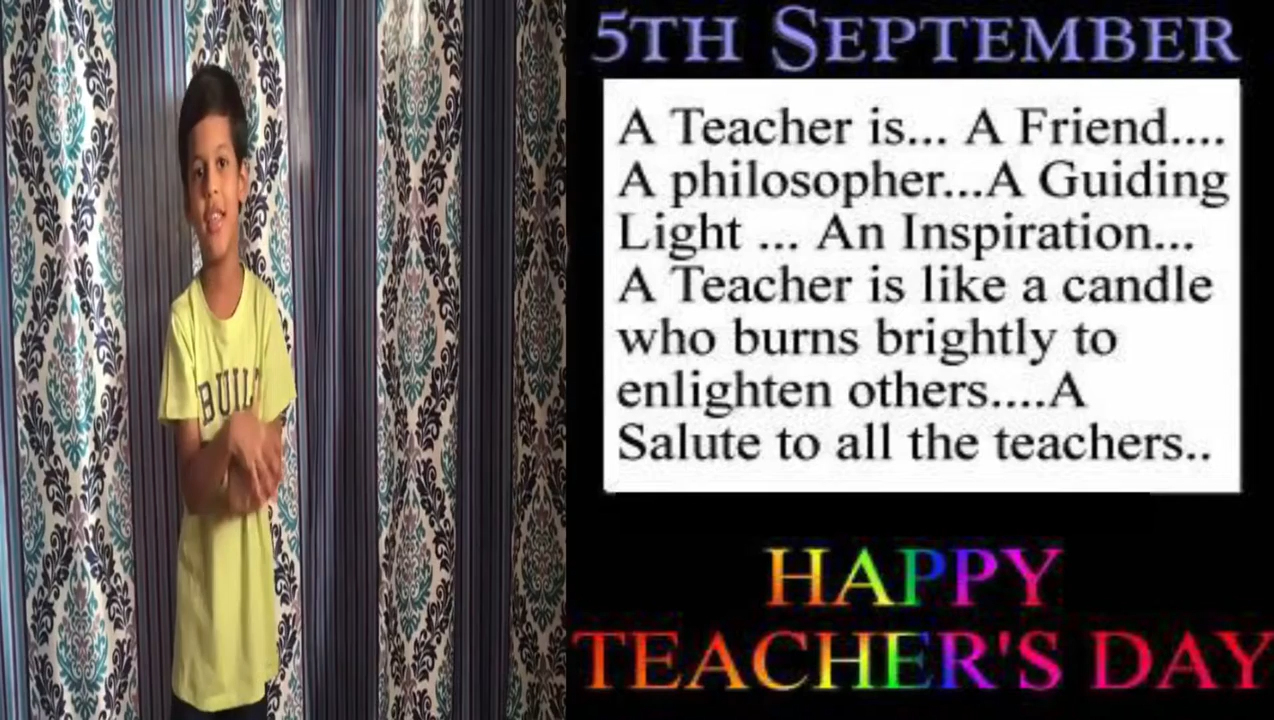 BUIL
5TH SEPTEMBER
A Teacher is... A Friend....
A philosopher...A Guiding
Light ... An Inspiration...
A Teacher is like a candle
who burns brightly to
enlighten others....A
Salute to all the teachers..
HAPPY
TEACHER'S DAY